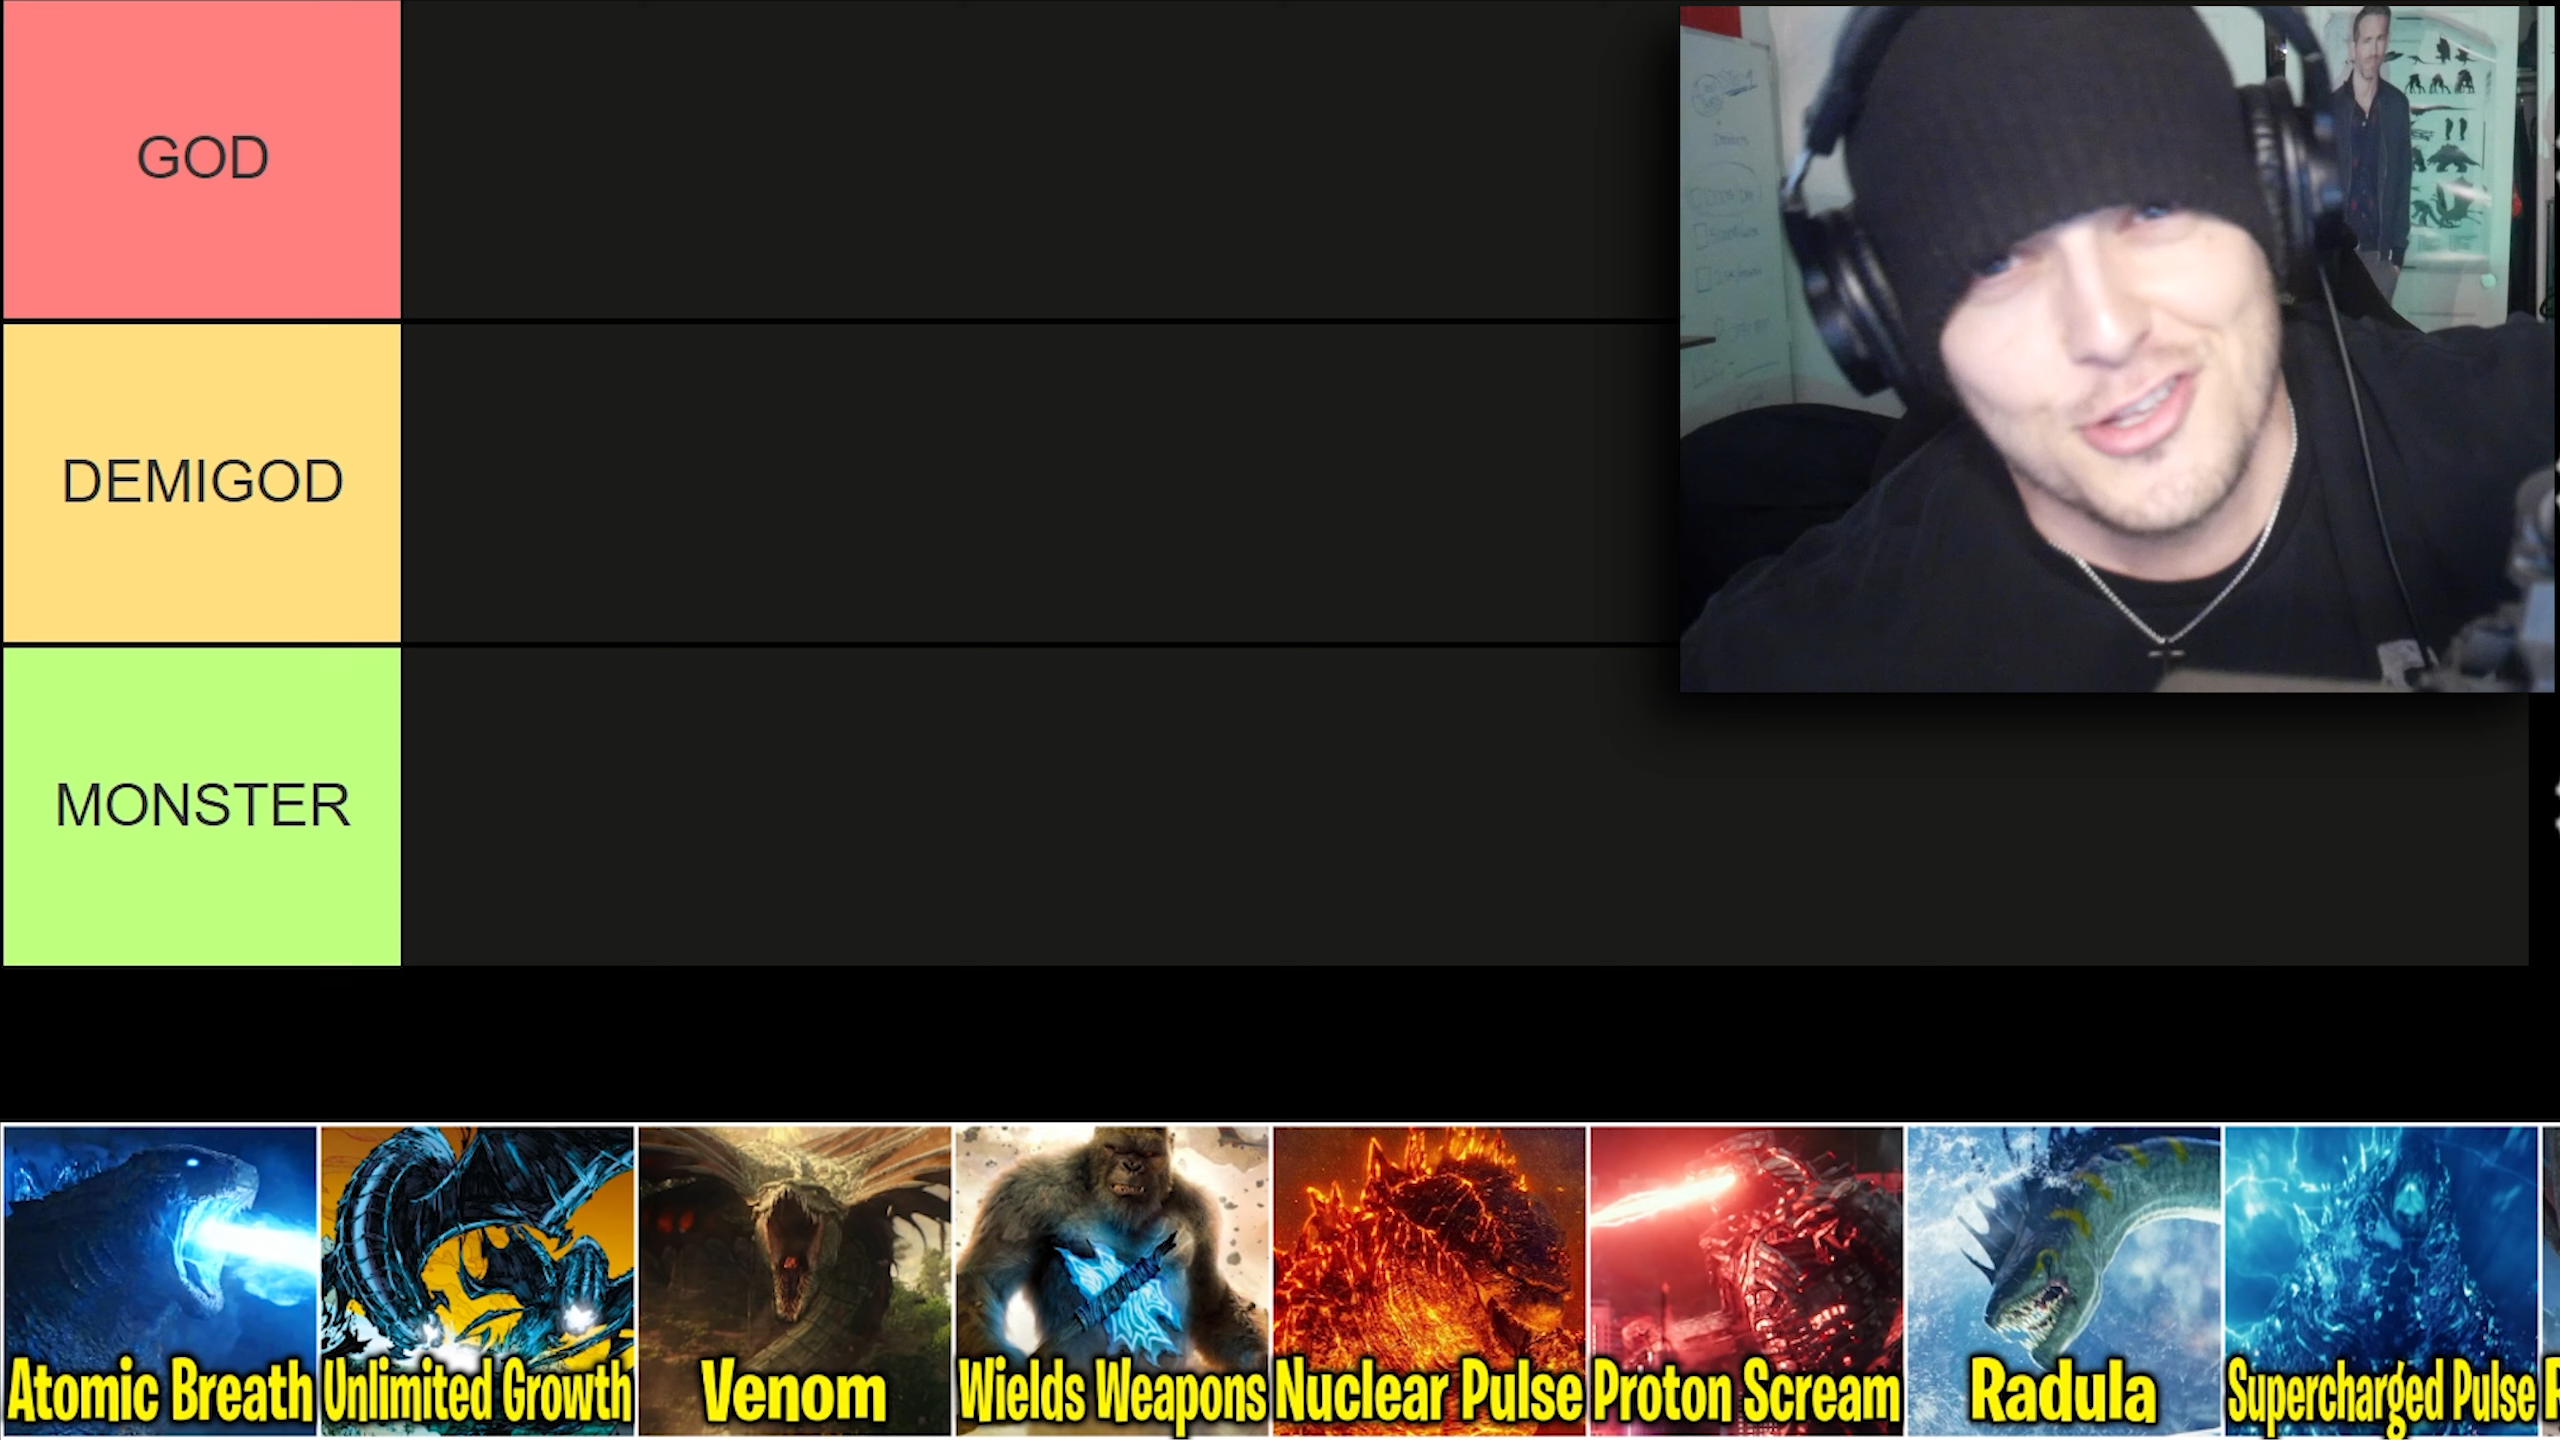 GOD
DEMIGOD
MONSTER
Atomic Breath
Unlimited Growth
Venom
Wields Weapons
Nuclear Pulse
Proton Scream
Radula
Supercharged Pulse